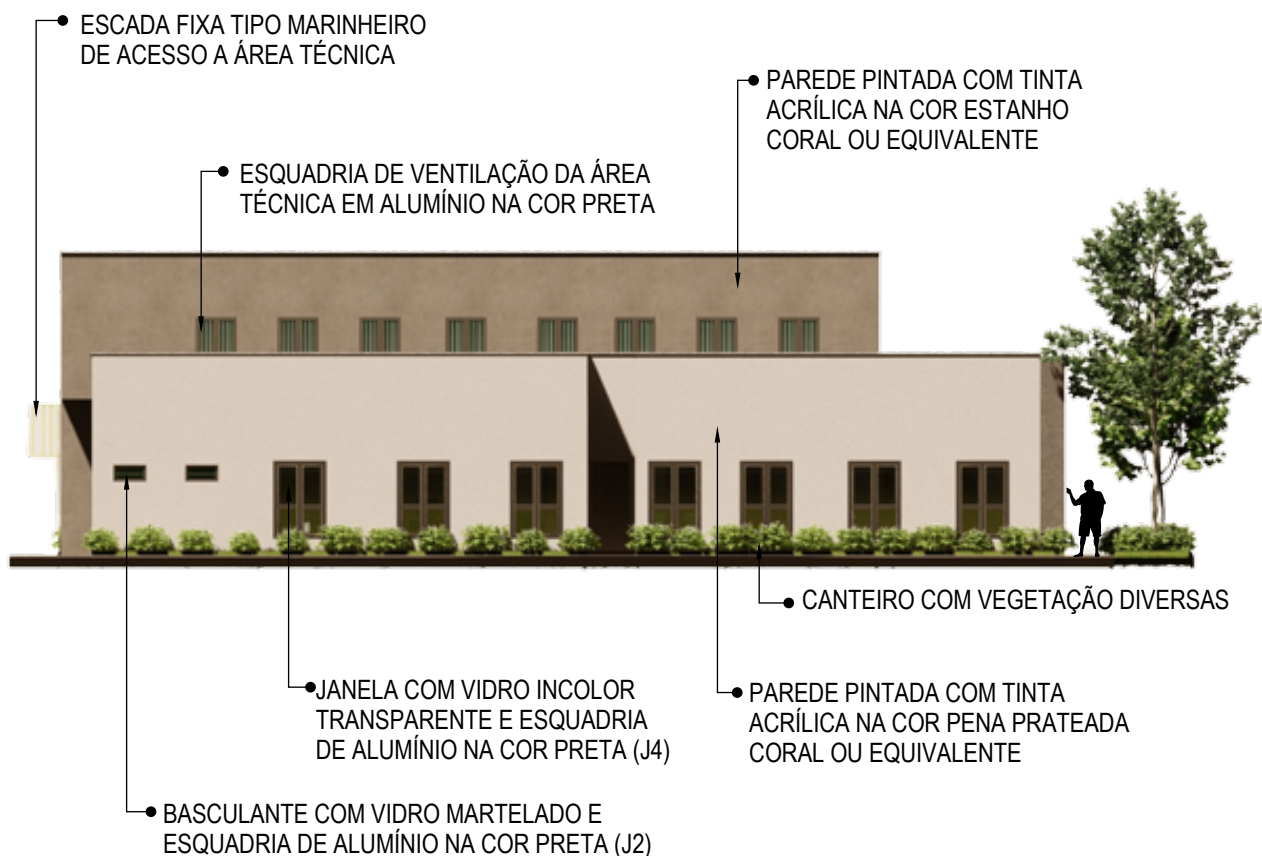 ESCADA FIXA TIPO MARINHEIRO
DE ACESSO A ÁREA TÉCNICA
PAREDE PINTADA COM TINTA
ACRÍLICA NA COR ESTANHO
CORAL OU EQUIVALENTE
ESQUADRIA DE VENTILAÇÃO DA ÁREA
TÉCNICA EM ALUMÍNIO NA COR PRETA
CANTEIRO COM VEGETAÇÃO DIVERSAS
JANELA COM VIDRO INCOLOR
TRANSPARENTE E ESQUADRIA
DE ALUMÍNIO NA COR PRETA (J4)
PAREDE PINTADA COM TINTA
ACRÍLICA NA COR PENA PRATEADA
CORAL OU EQUIVALENTE
BASCULANTE COM VIDRO MARTELADO E
ESQUADRIA DE ALUMÍNIO NA COR PRETA (J2)